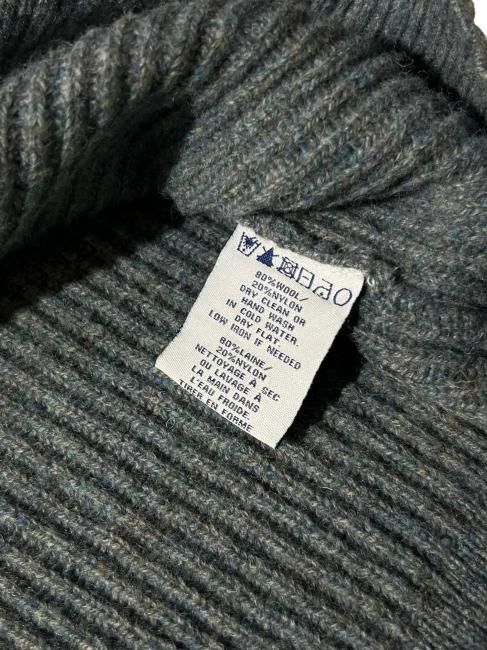 80%WOOL/
20%NYLON
DRY CLEAN OR
HAND WASH
IN COLD WATER.
DRY FLAT.
LOW IRON IF NEEDED
80%LAINE/
20%NYLON
NETTOYAGE À SEC
OU LAVAGE À
LA MAIN DANS
L'EAU FROIDE
TIRER EN FORME